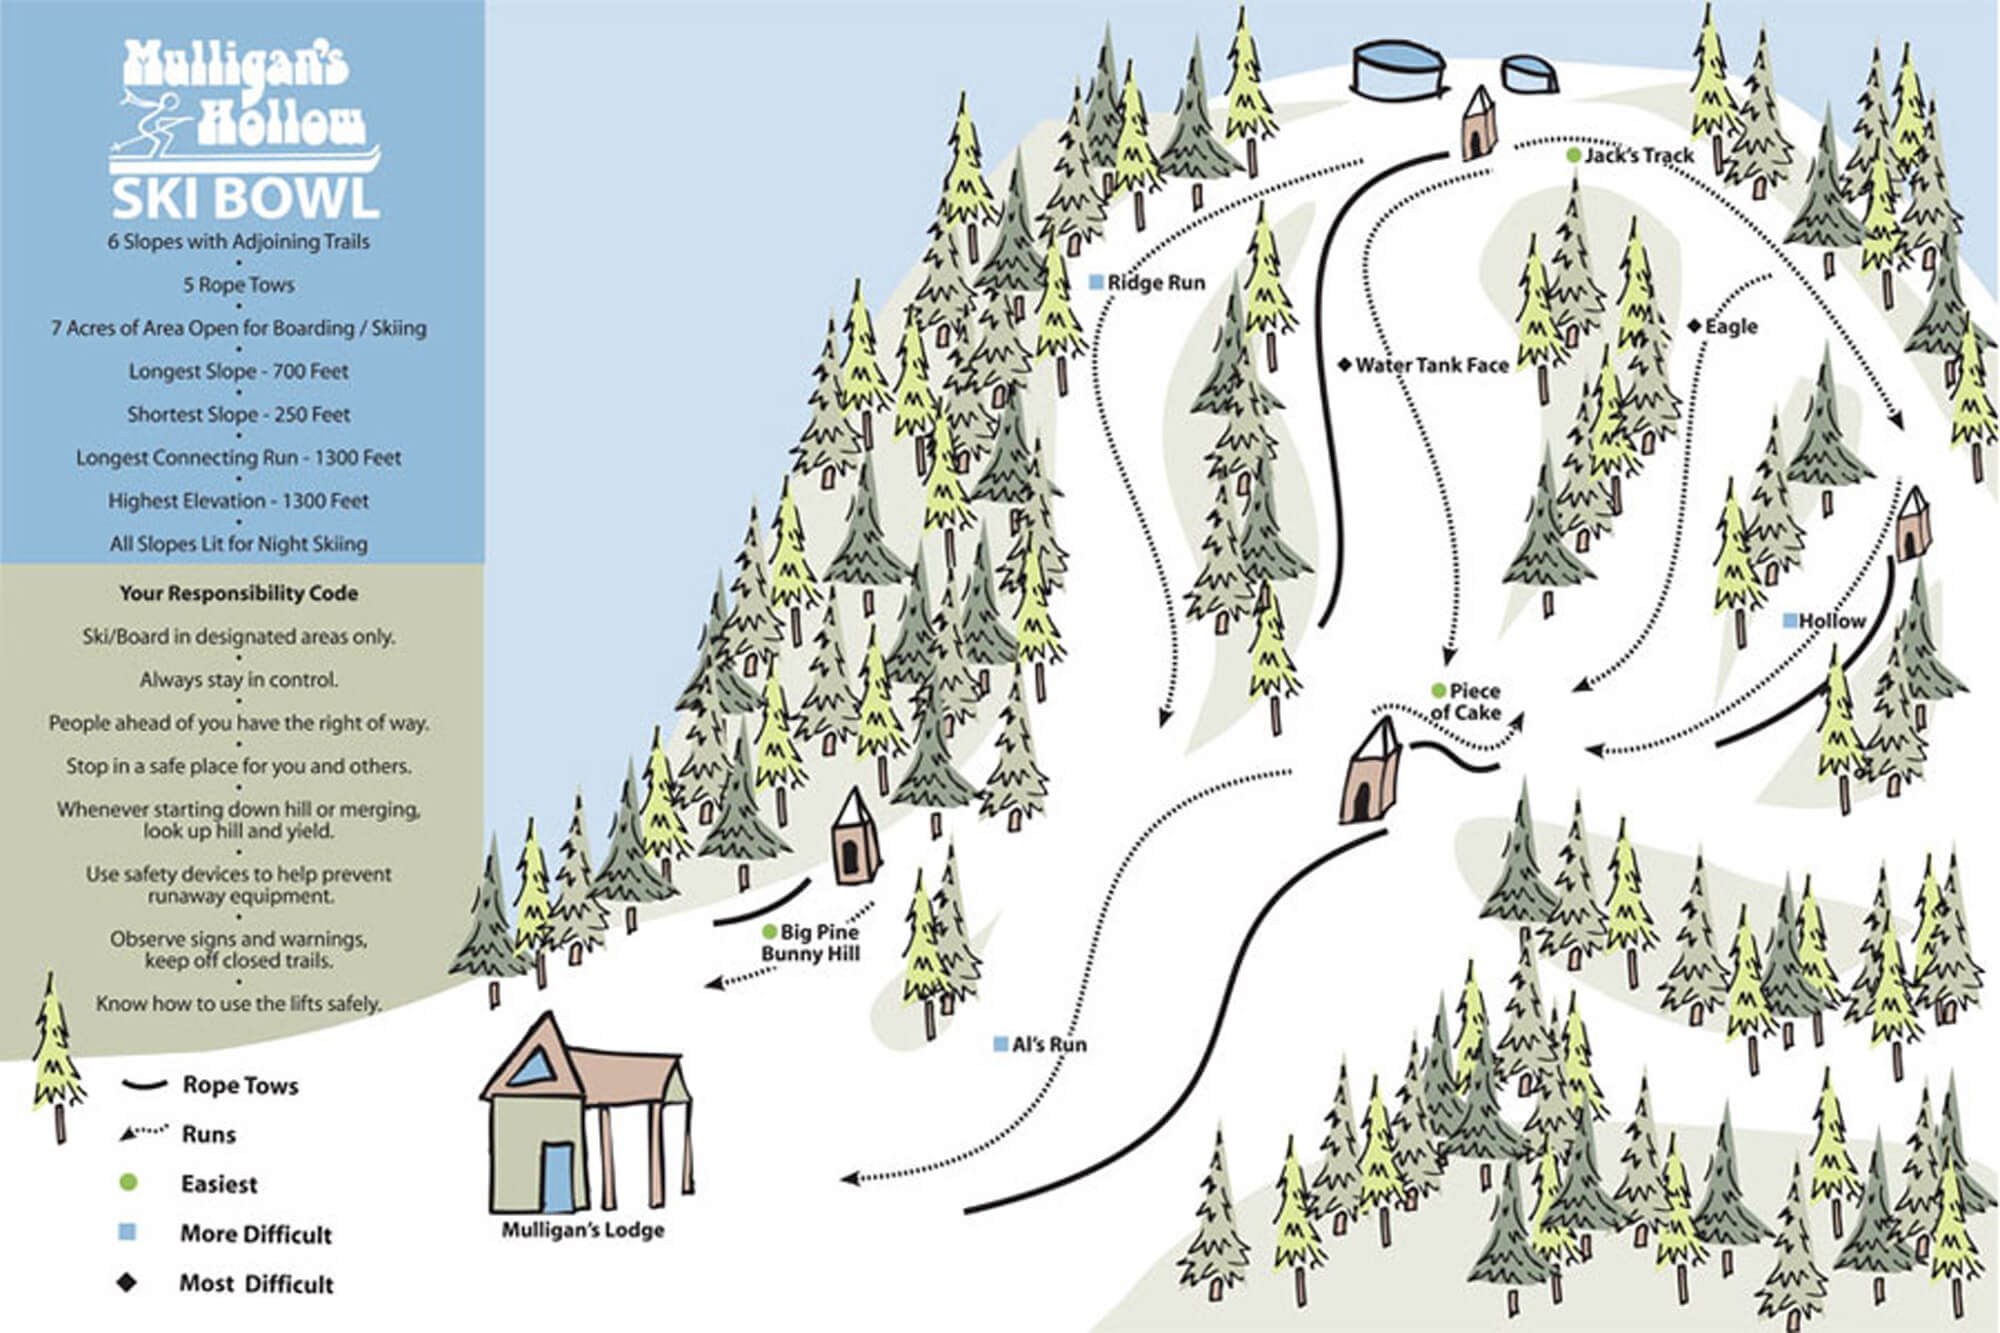 Mulligan's
Hollow
SKI BOWL
6 Slopes with Adjoining Trails
•
5 Rope Tows
•
7 Acres of Area Open for Boarding / Skiing
•
Longest Slope - 700 Feet
•
Shortest Slope - 250 Feet
•
Longest Connecting Run - 1300 Feet
•
Highest Elevation - 1300 Feet
•
All Slopes Lit for Night Skiing
Your Responsibility Code
Ski/Board in designated areas only.
•
Always stay in control.
•
People ahead of you have the right of way.
•
Stop in a safe place for you and others.
•
Whenever starting down hill or merging,
look up hill and yield.
•
Use safety devices to help prevent
runaway equipment.
•
Observe signs and warnings,
keep off closed trails.
•
Know how to use the lifts safely.
Rope Tows
Runs
Easiest
More Difficult
Most Difficult
Jack's Track
Ridge Run
Eagle
Water Tank Face
Hollow
Piece
of Cake
Big Pine
Bunny Hill
Al's Run
Mulligan's Lodge